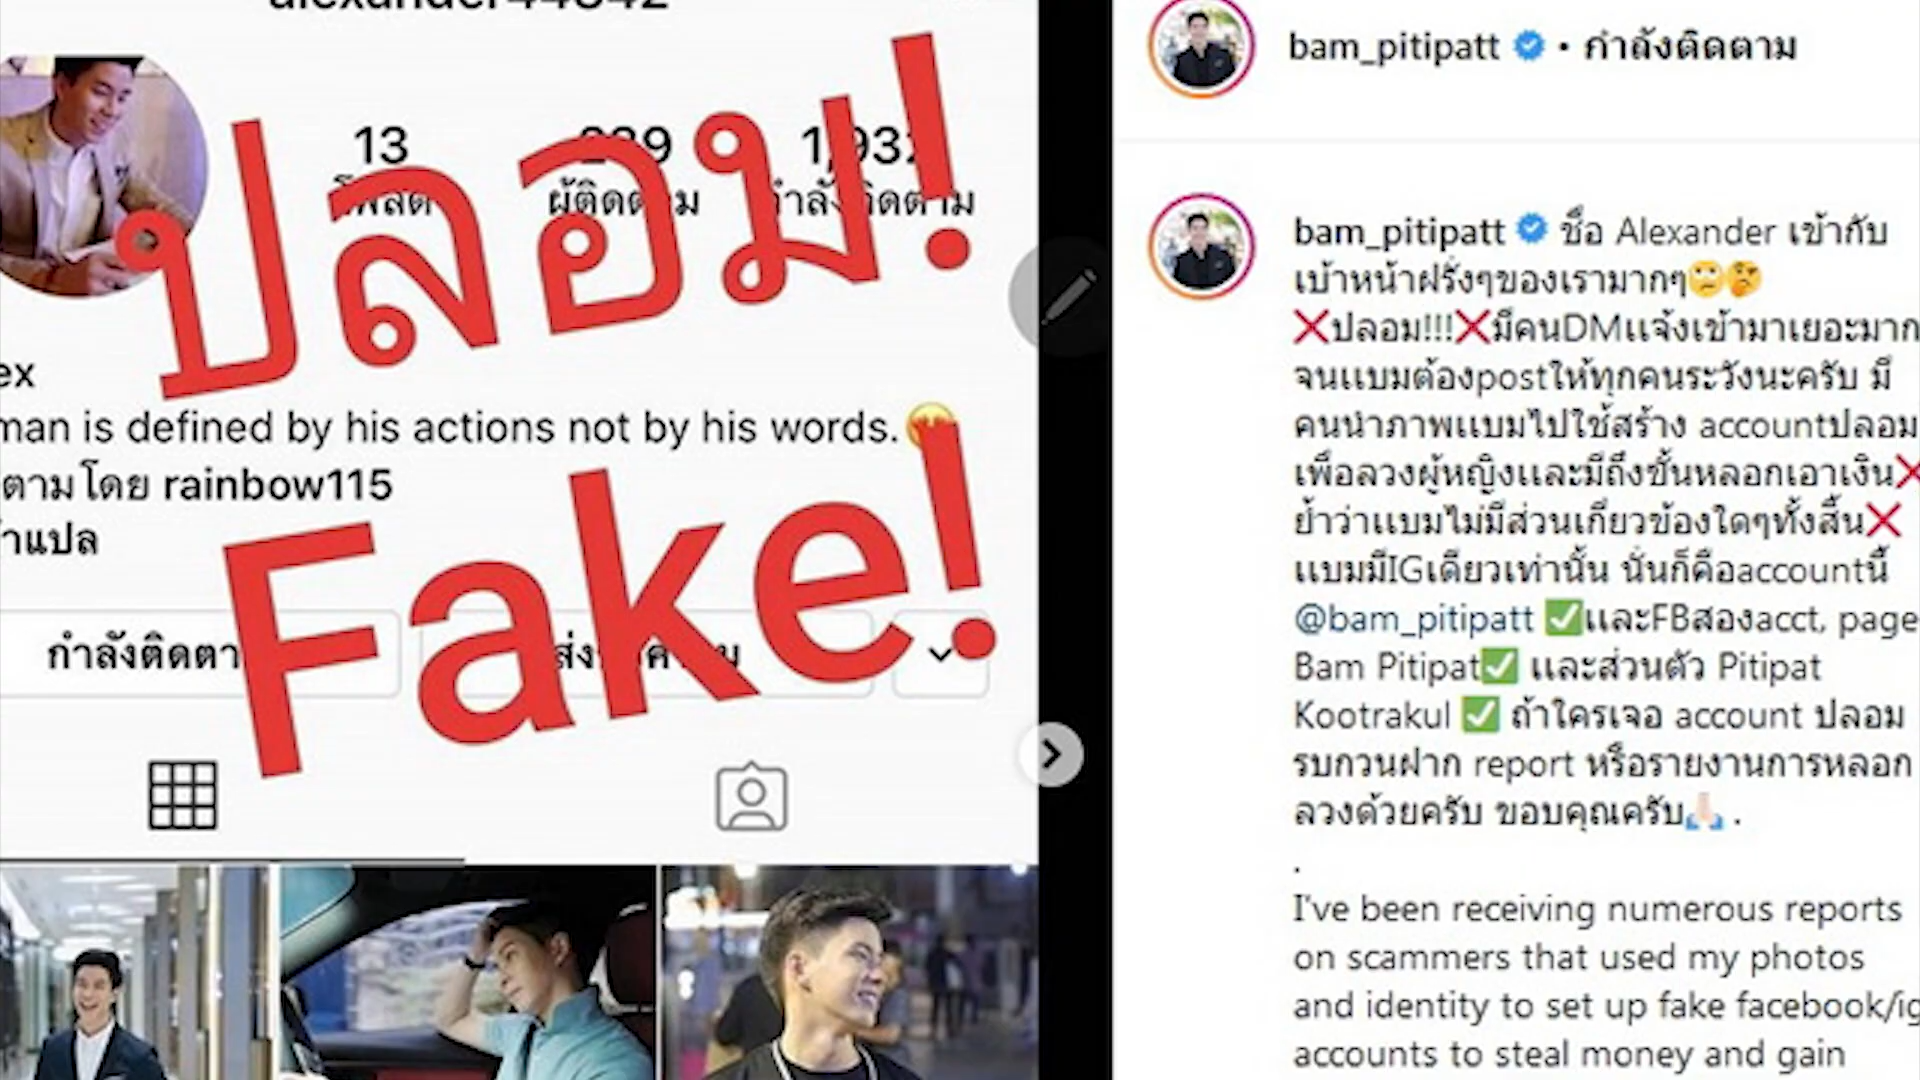 13
โพสต์
ผู้ติดตาม
กำลังติดตาม
ปลอม!
ex
man is defined by his actions not by his words.
ตามโดย rainbow115
Fake!
กำลังติดตา
bam_pitipatt • กำลังติดตาม
bam_pitipatt ชื่อ Alexander เข้ากับ
เบ้าหน้าฝรั่งๆของเรามากๆ🙄🤔
❌ปลอม!!!❌มีคนDMแจ้งเข้ามาเยอะมาก
จนแบมต้องpostให้ทุกคนระวังนะครับ มี
คนนำภาพแบมไปใช้สร้าง accountปลอม
เพื่อลวงผู้หญิงและมีถึงขั้นหลอกเอาเงิน❌
ย้ำว่าแบมไม่มีส่วนเกี่ยวข้องใดๆทั้งสิ้น❌
แบมมีIGเดียวเท่านั้น นั่นก็คือaccountนี้
@bam_pitipatt ✅และFBสองacct, page
Bam Pitipat✅ และส่วนตัว Pitipat
Kootrakul ✅ ถ้าใครเจอ account ปลอม
รบกวนฝาก report หรือรายงานการหลอก
ลวงด้วยครับ ขอบคุณครับ🙏🏻 .
.
I've been receiving numerous reports
on scammers that used my photos
and identity to set up fake facebook/ig
accounts to steal money and gain